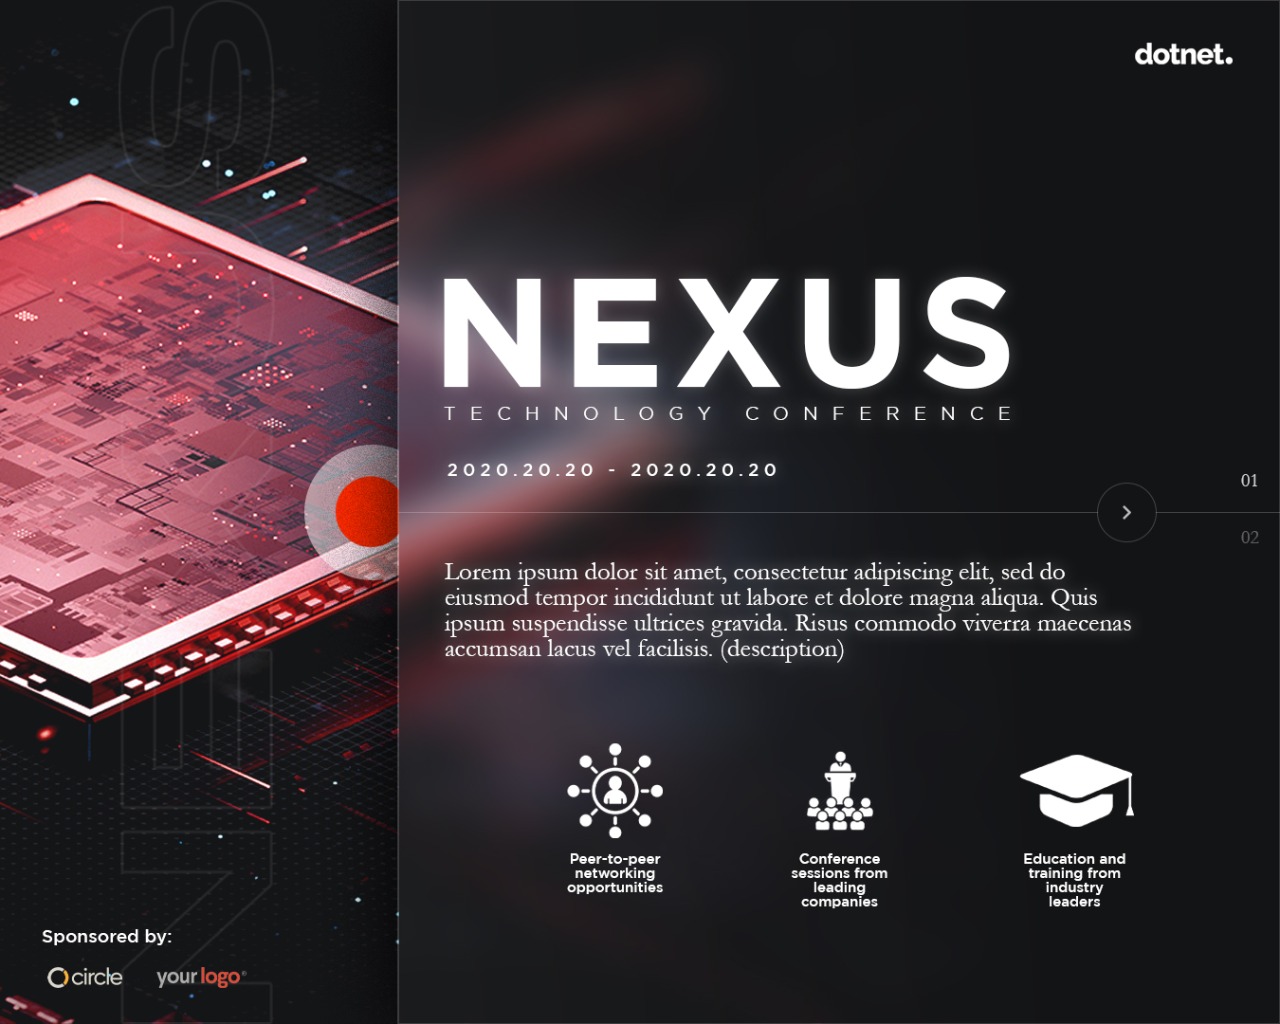 dotnet.
NEXUS
TECHNOLOGY CONFERENCE
2020.20.20 - 2020.20.20
01
02
Lorem ipsum dolor sit amet, consectetur adipiscing elit, sed do
eiusmod tempor incididunt ut labore et dolore magna aliqua. Quis
ipsum suspendisse ultrices gravida. Risus commodo viverra maecenas
accumsan lacus vel facilisis. (description)
Peer-to-peer
networking
opportunities
Conference
sessions from
leading
companies
Education and
training from
industry
leaders
Sponsored by:
circle
your logo